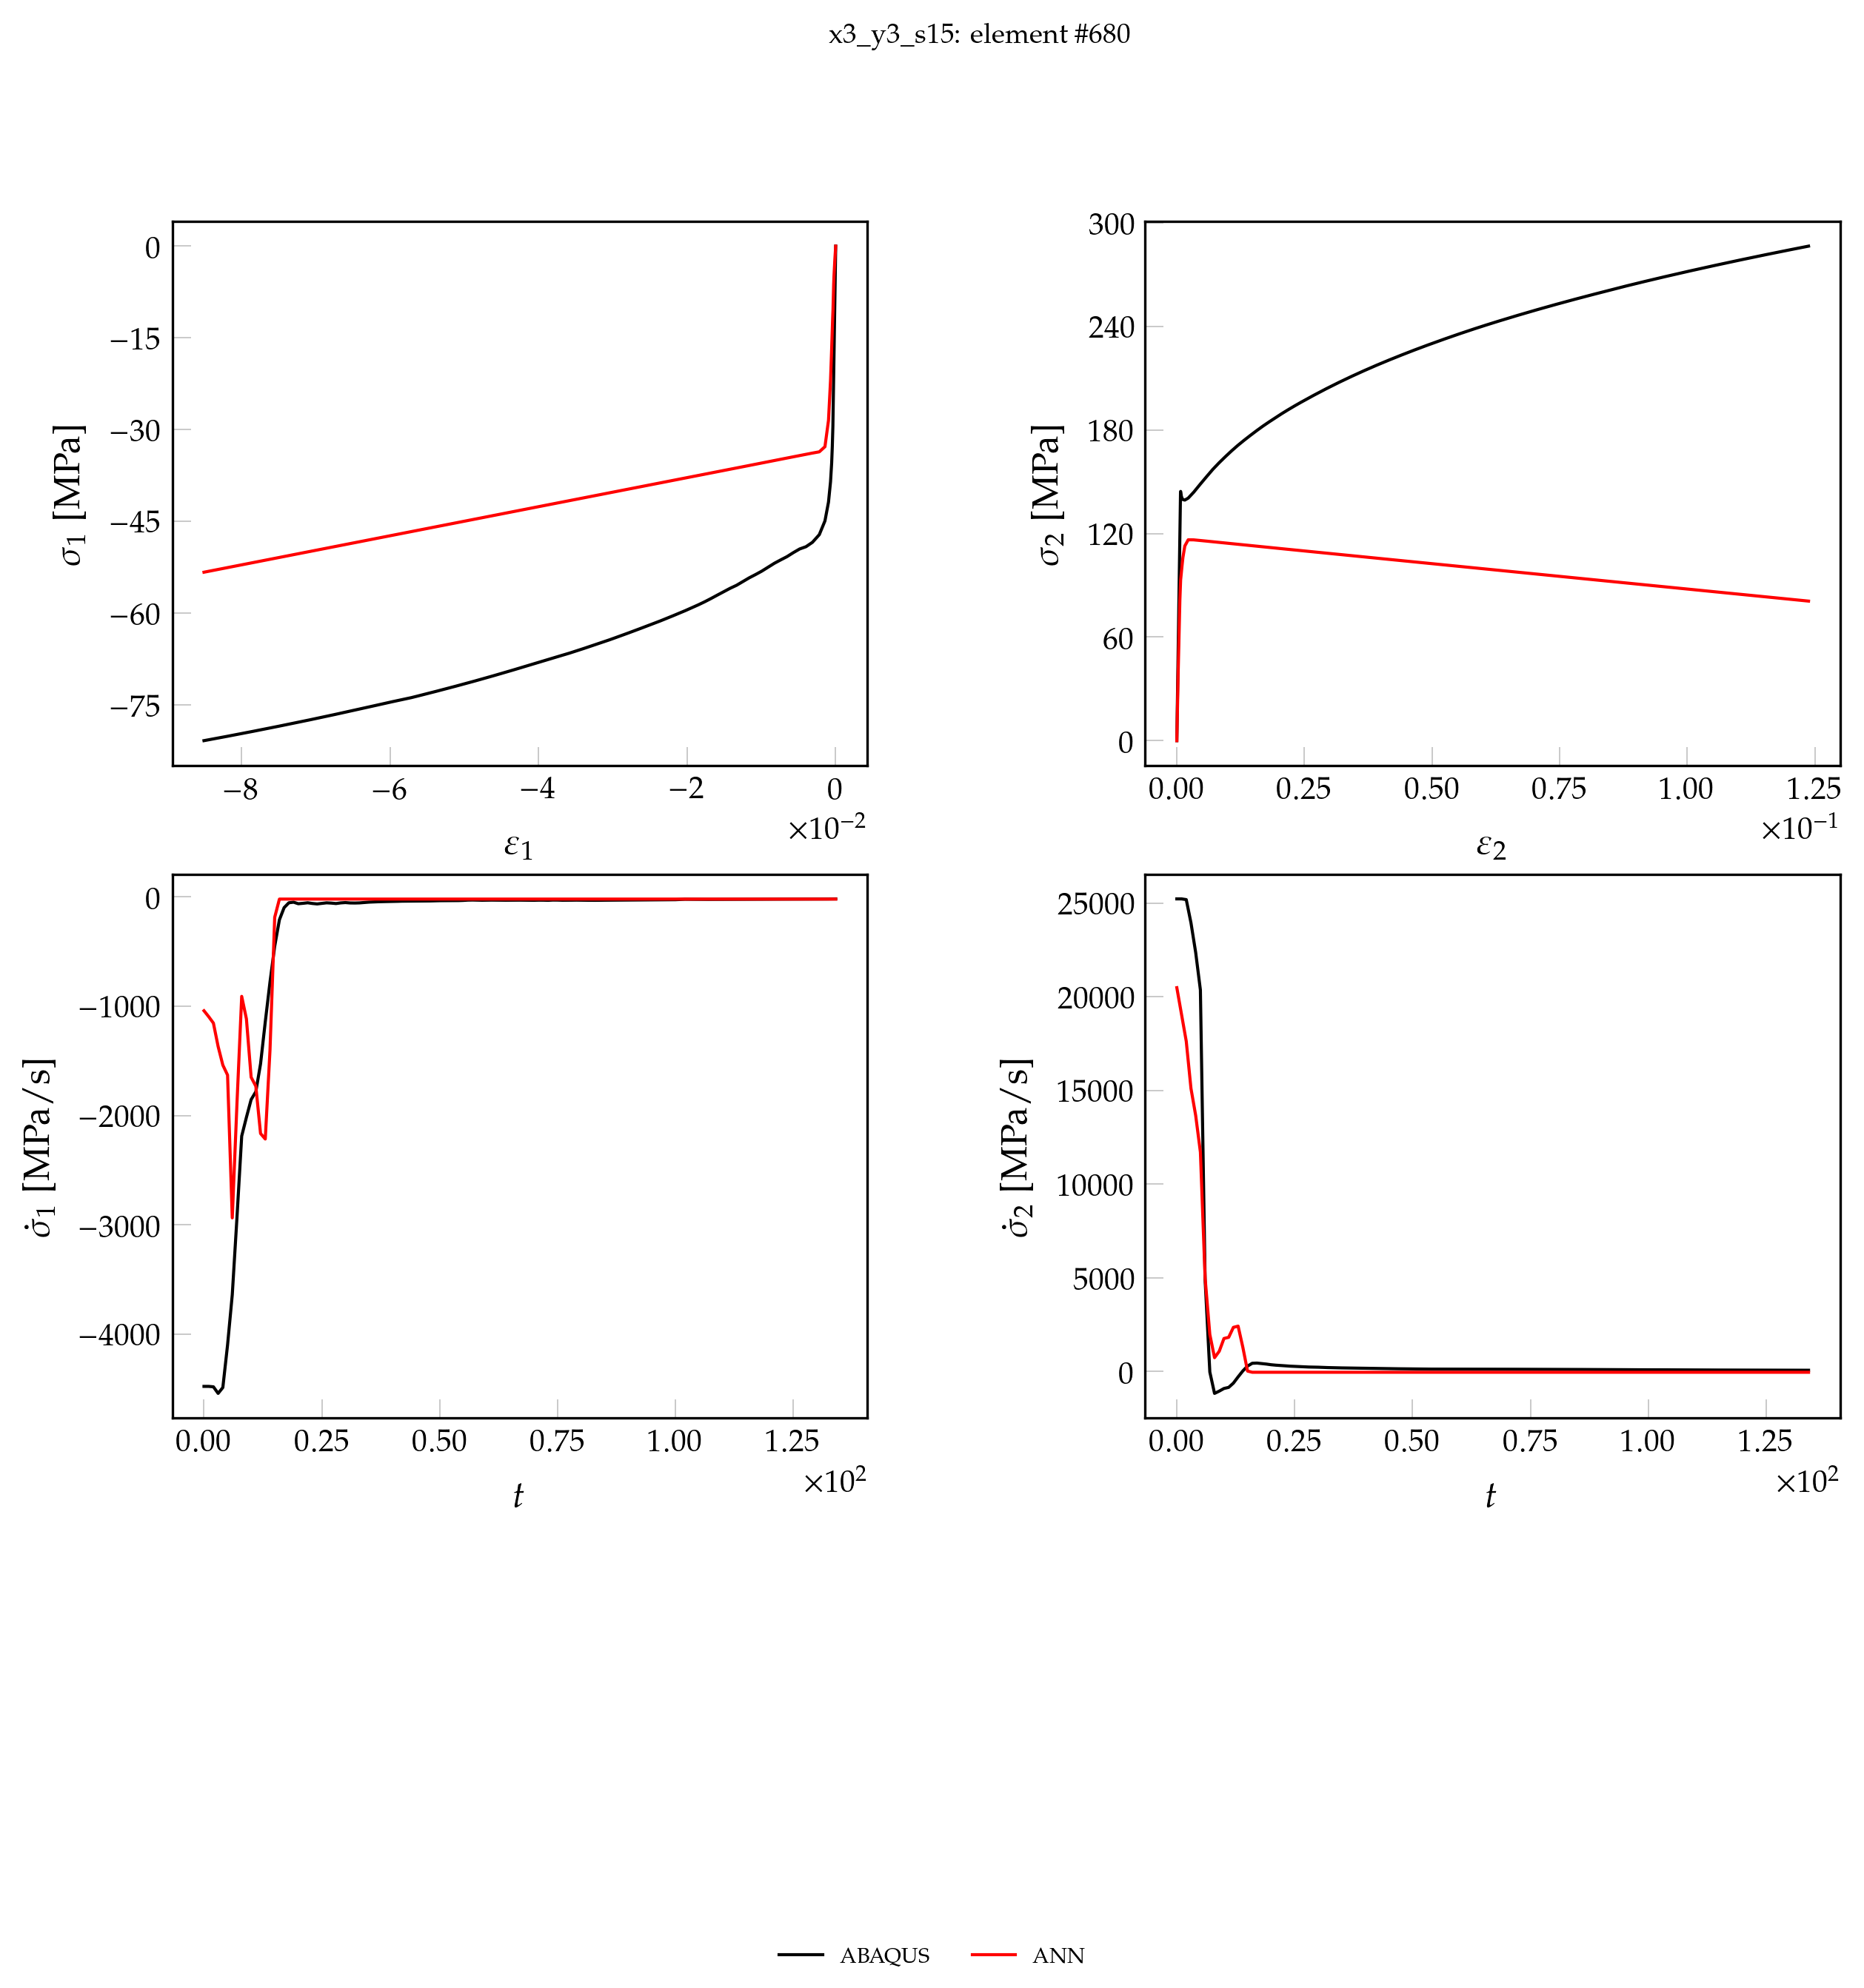 x3_y3_s15: element #680
σ1 [MPa]
0
−15
−30
−45
−60
−75
−8 −6 −4 −2 0
×10−2
ε1
σ2 [MPa]
300
240
180
120
60
0
0.00 0.25 0.50 0.75 1.00 1.25
×10−1
ε2
σ̇1 [MPa/s]
0
−1000
−2000
−3000
−4000
0.00 0.25 0.50 0.75 1.00 1.25
×102
t
σ̇2 [MPa/s]
25000
20000
15000
10000
5000
0
0.00 0.25 0.50 0.75 1.00 1.25
×102
t
ABAQUS ANN